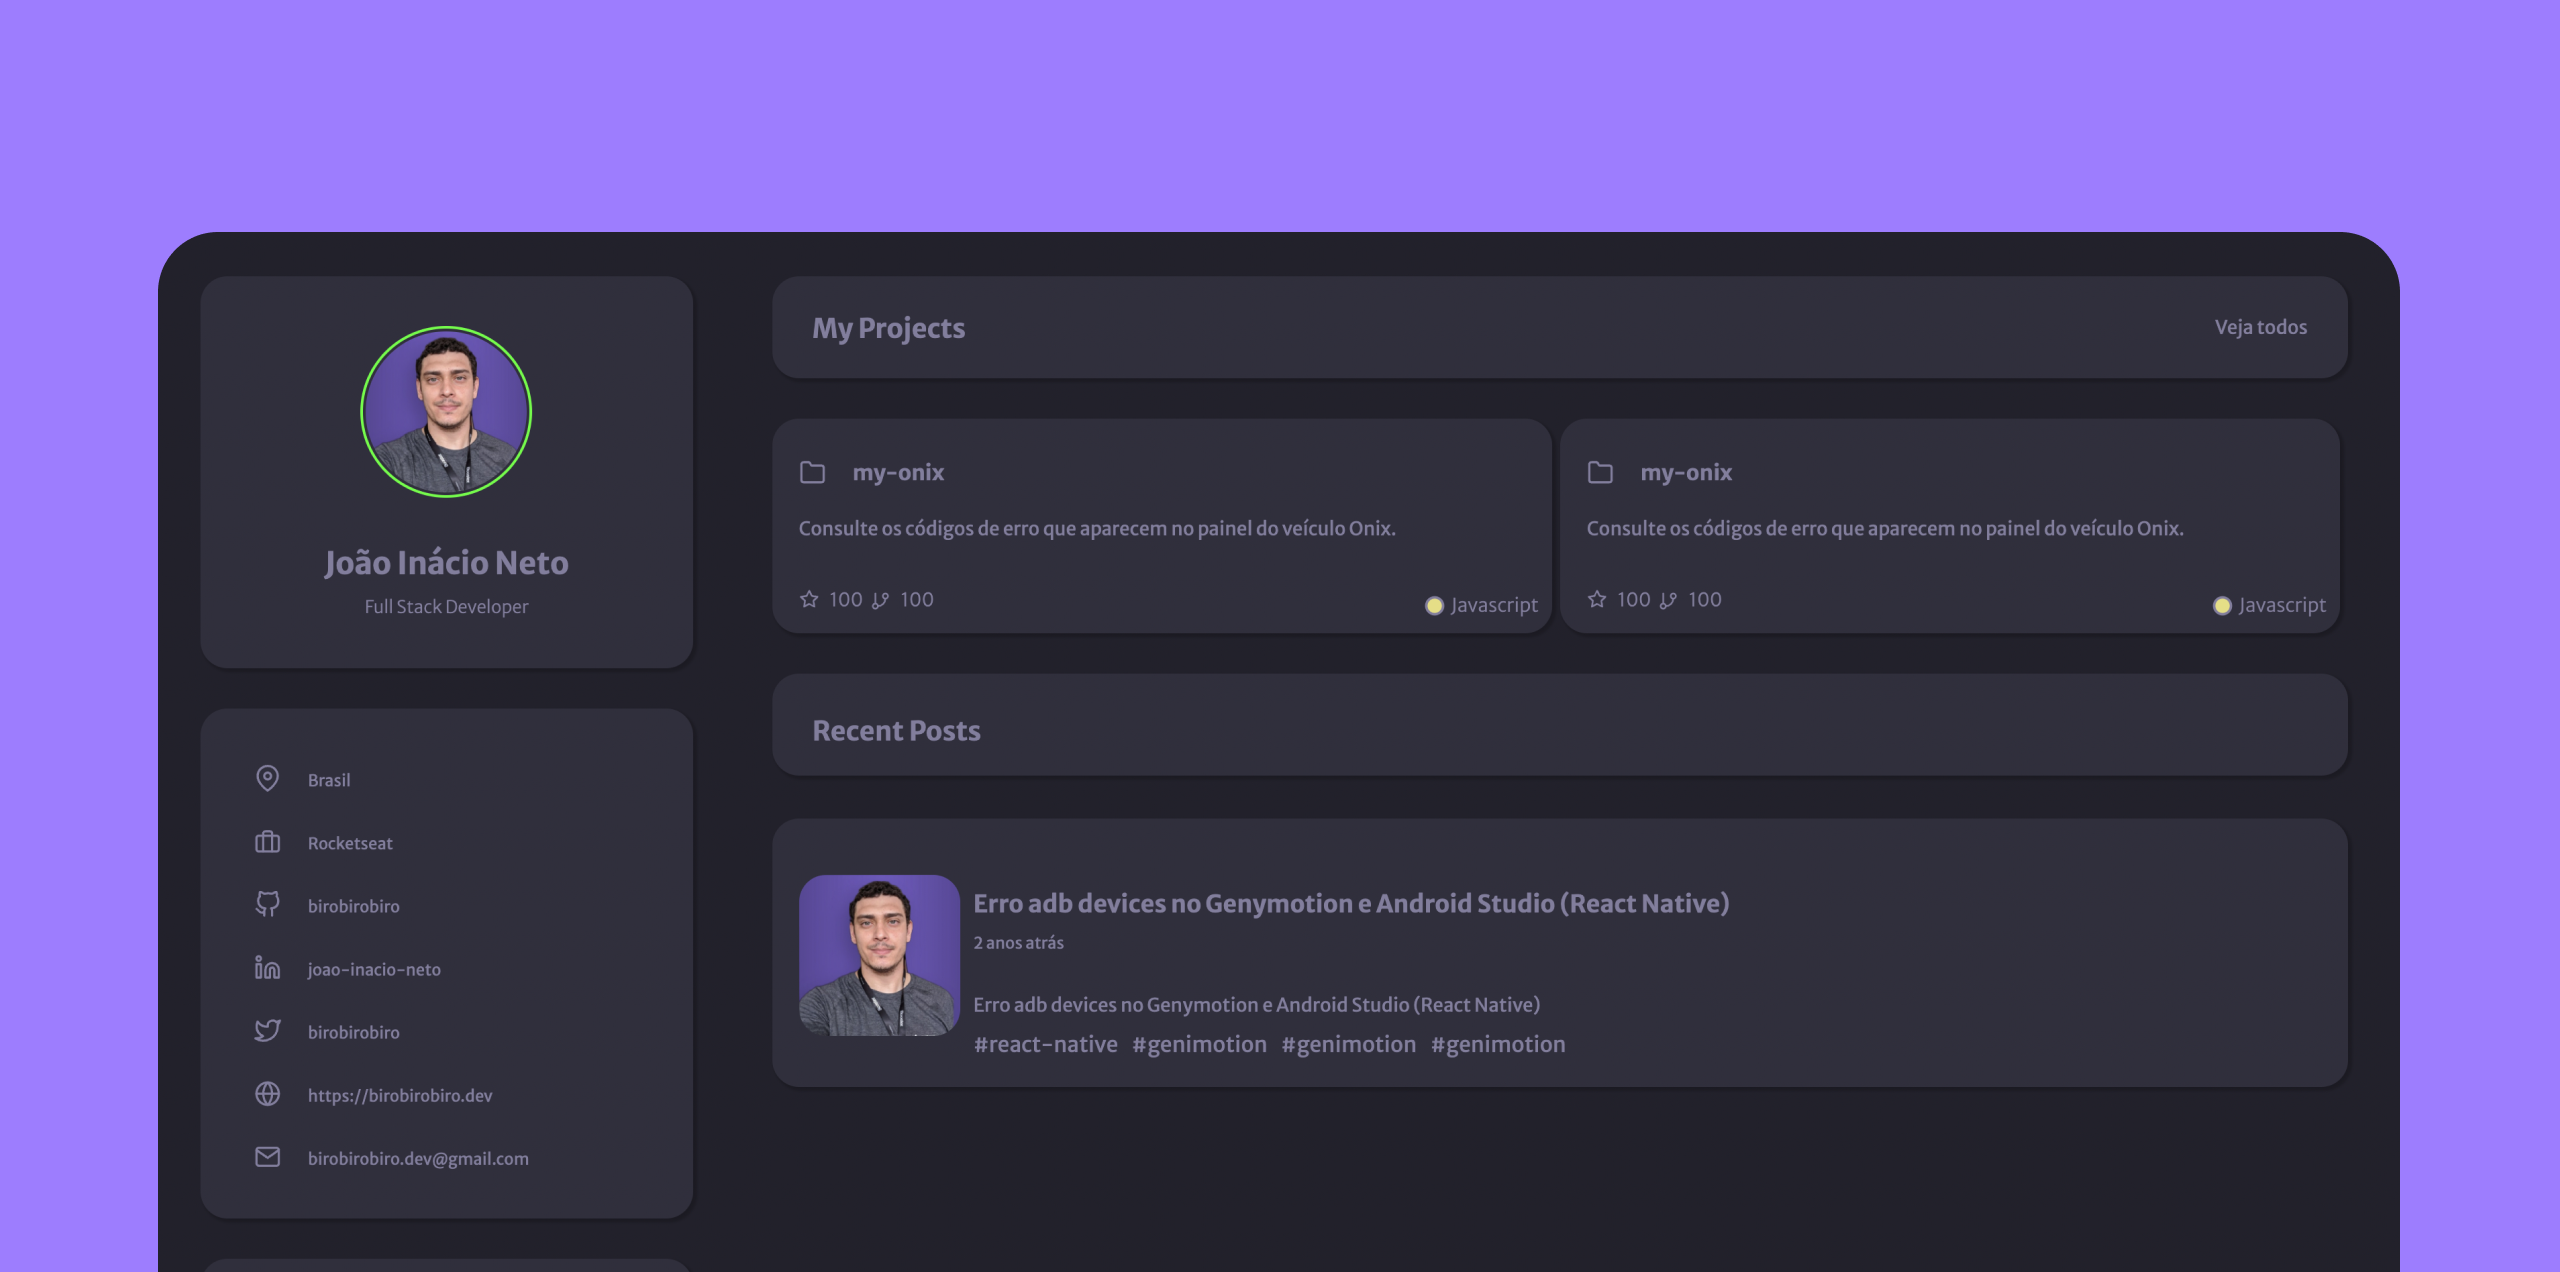 João Inácio Neto
Full Stack Developer
Brasil
Rocketseat
birobirobiro
joao-inacio-neto
birobirobiro
https://birobirobiro.dev
birobirobiro.dev@gmail.com
My Projects
Veja todos
my-onix
Consulte os códigos de erro que aparecem no painel do veículo Onix.
100 100
Javascript
my-onix
Consulte os códigos de erro que aparecem no painel do veículo Onix.
100 100
Javascript
Recent Posts
Erro adb devices no Genymotion e Android Studio (React Native)
2 anos atrás
Erro adb devices no Genymotion e Android Studio (React Native)
#react-native #genimotion #genimotion #genimotion